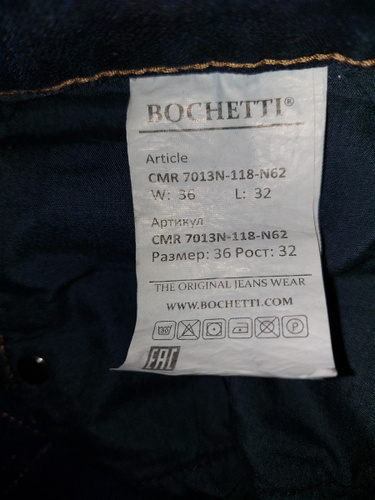 BOCHETTI®
Article
CMR 7013N-118-N62
W: 36 L: 32
Артикул
CMR 7013N-118-N62
Размер: 36 Рост: 32
THE ORIGINAL JEANS WEAR
WWW.BOCHETTI.COM
EAC